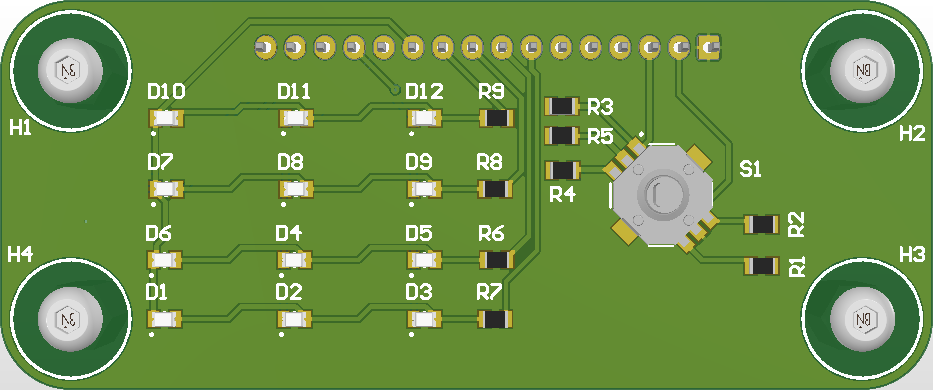 D10 D11 D12 R9 R3
H1 R5 H2
D7 D8 D9 R8 R4 S1
H4 D6 D4 D5 R6 R2 H3
D1 D2 D3 R7 R1